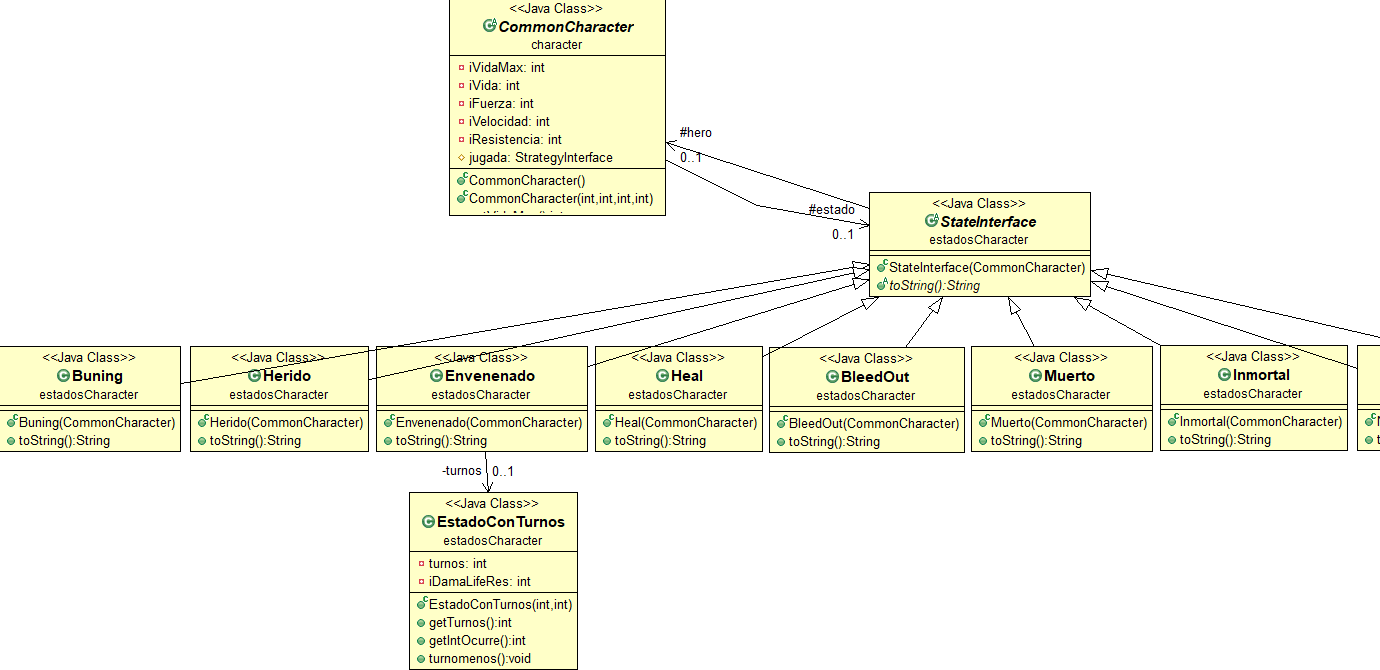 <<Java Class>>
CommonCharacter
character
iVidaMax: int
iVida: int
iFuerza: int
iVelocidad: int
iResistencia: int
jugada: StrategyInterface
CommonCharacter()
CommonCharacter(int,int,int,int)
#hero
0..1
#estado
0..1
<<Java Class>>
StateInterface
estadosCharacter
StateInterface(CommonCharacter)
toString():String
<<Java Class>>
Buning
estadosCharacter
Buning(CommonCharacter)
toString():String
<<Java Class>>
Herido
estadosCharacter
Herido(CommonCharacter)
toString():String
<<Java Class>>
Envenenado
estadosCharacter
Envenenado(CommonCharacter)
toString():String
<<Java Class>>
Heal
estadosCharacter
Heal(CommonCharacter)
toString():String
<<Java Class>>
BleedOut
estadosCharacter
BleedOut(CommonCharacter)
toString():String
<<Java Class>>
Muerto
estadosCharacter
Muerto(CommonCharacter)
toString():String
<<Java Class>>
Inmortal
estadosCharacter
Inmortal(CommonCharacter)
toString():String
-turnos
0..1
<<Java Class>>
EstadoConTurnos
estadosCharacter
turnos: int
iDamaLifeRes: int
EstadoConTurnos(int,int)
getTurnos():int
getIntOcurre():int
turnomenos():void